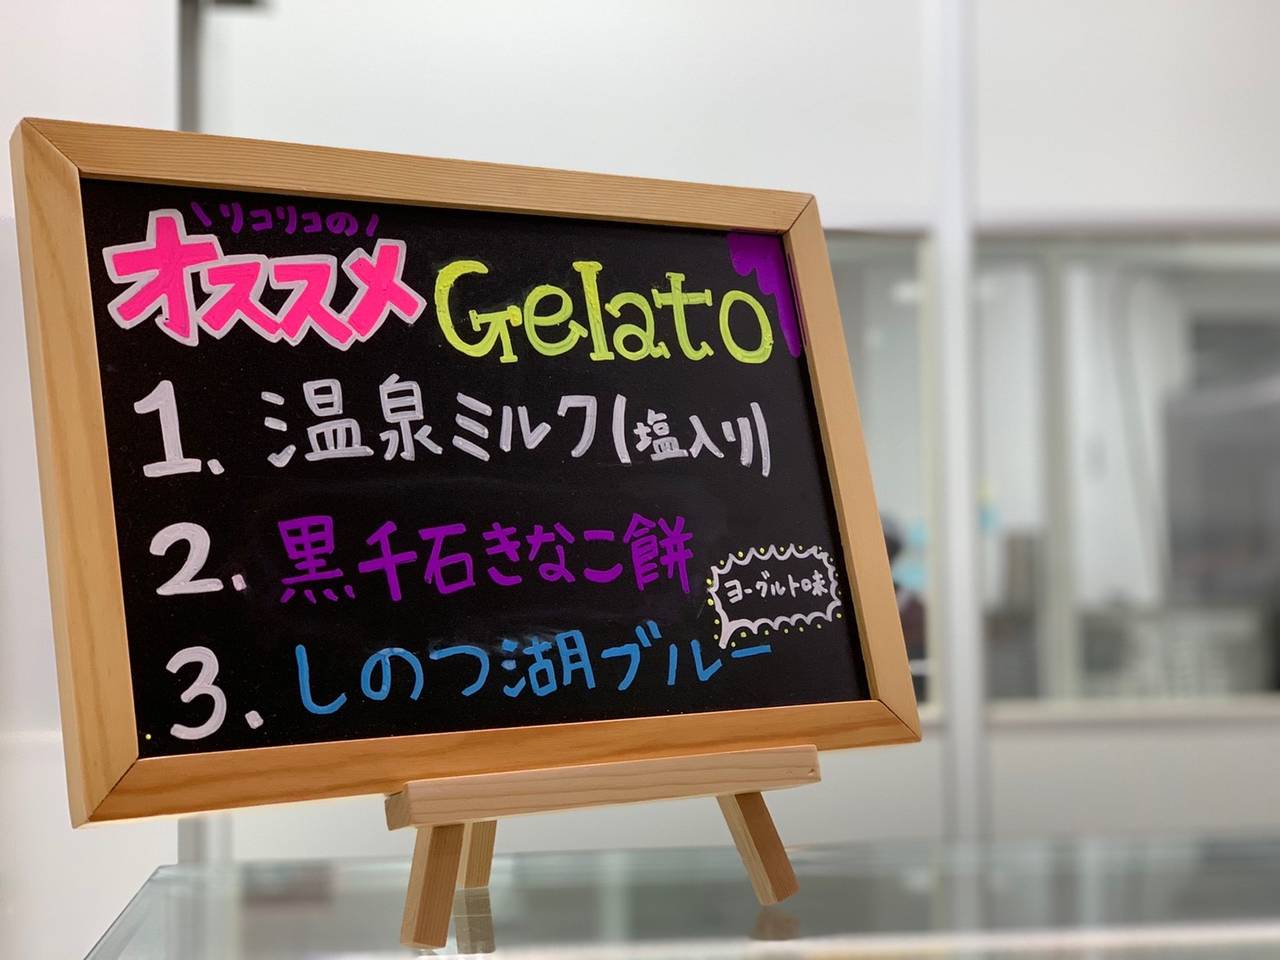 \リコリコの/
オススメ Gelato
1. 温泉ミルク(塩入り)
2. 黒千石きなこ餅
ヨーグルト味
3. しのつ湖ブルー